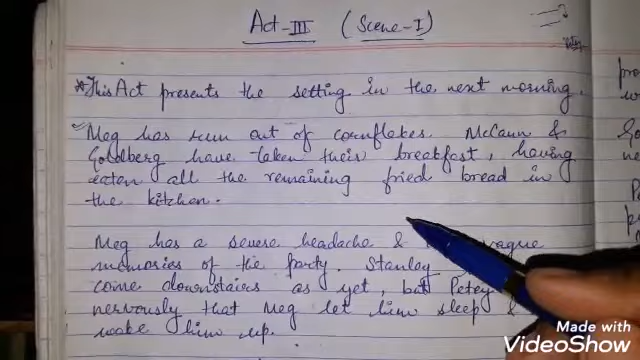 Act-III (Scene-I)
*This Act presents the setting in the next morning.
Meg has run out of cornflakes. McCann &
Goldberg have taken their breakfast, having
eaten all the remaining fried bread in
the kitchen.
Meg has a severe headache & vague
memories of the party. Stanley
come downstairs as yet, but Petey
nervously that Meg let him sleep &
wake him up.
Made with
VideoShow